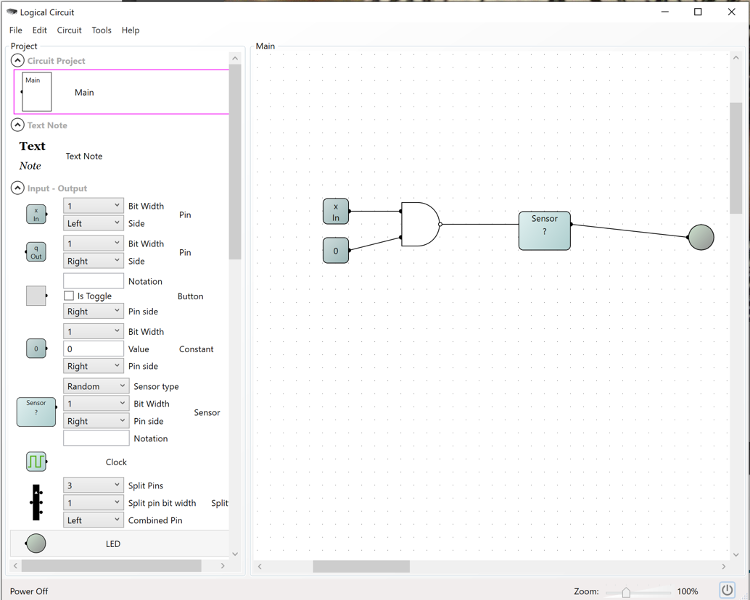 Logical Circuit
File Edit Circuit Tools Help
Project
Circuit Project
Main
Main
Text Note
Text
Note
Text Note
Input - Output
x
In
1
Bit Width
Left
Side
Pin
q
Out
1
Bit Width
Right
Side
Pin
Notation
Is Toggle
Button
Right
Pin side
1
Bit Width
0
0
Value
Constant
Right
Pin side
Random
Sensor type
Sensor
?
1
Bit Width
Sensor
Right
Pin side
Notation
Clock
3
Split Pins
1
Split pin bit width
Split
Left
Combined Pin
LED
Main
x
In
0
Sensor
?
Power Off
Zoom:
100%